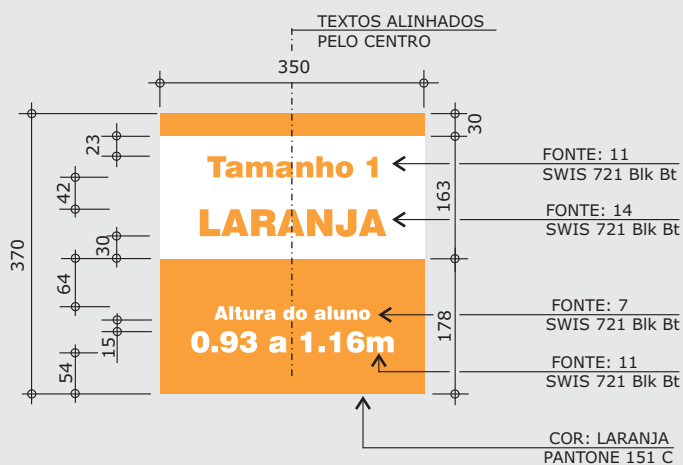 TEXTOS ALINHADOS
PELO CENTRO
350
30
23
Tamanho 1
FONTE: 11
SWIS 721 Blk Bt
42
163
LARANJA
FONTE: 14
SWIS 721 Blk Bt
30
370
64
Altura do aluno
FONTE: 7
SWIS 721 Blk Bt
178
15
0.93 a 1.16m
54
FONTE: 11
SWIS 721 Blk Bt
COR: LARANJA
PANTONE 151 C